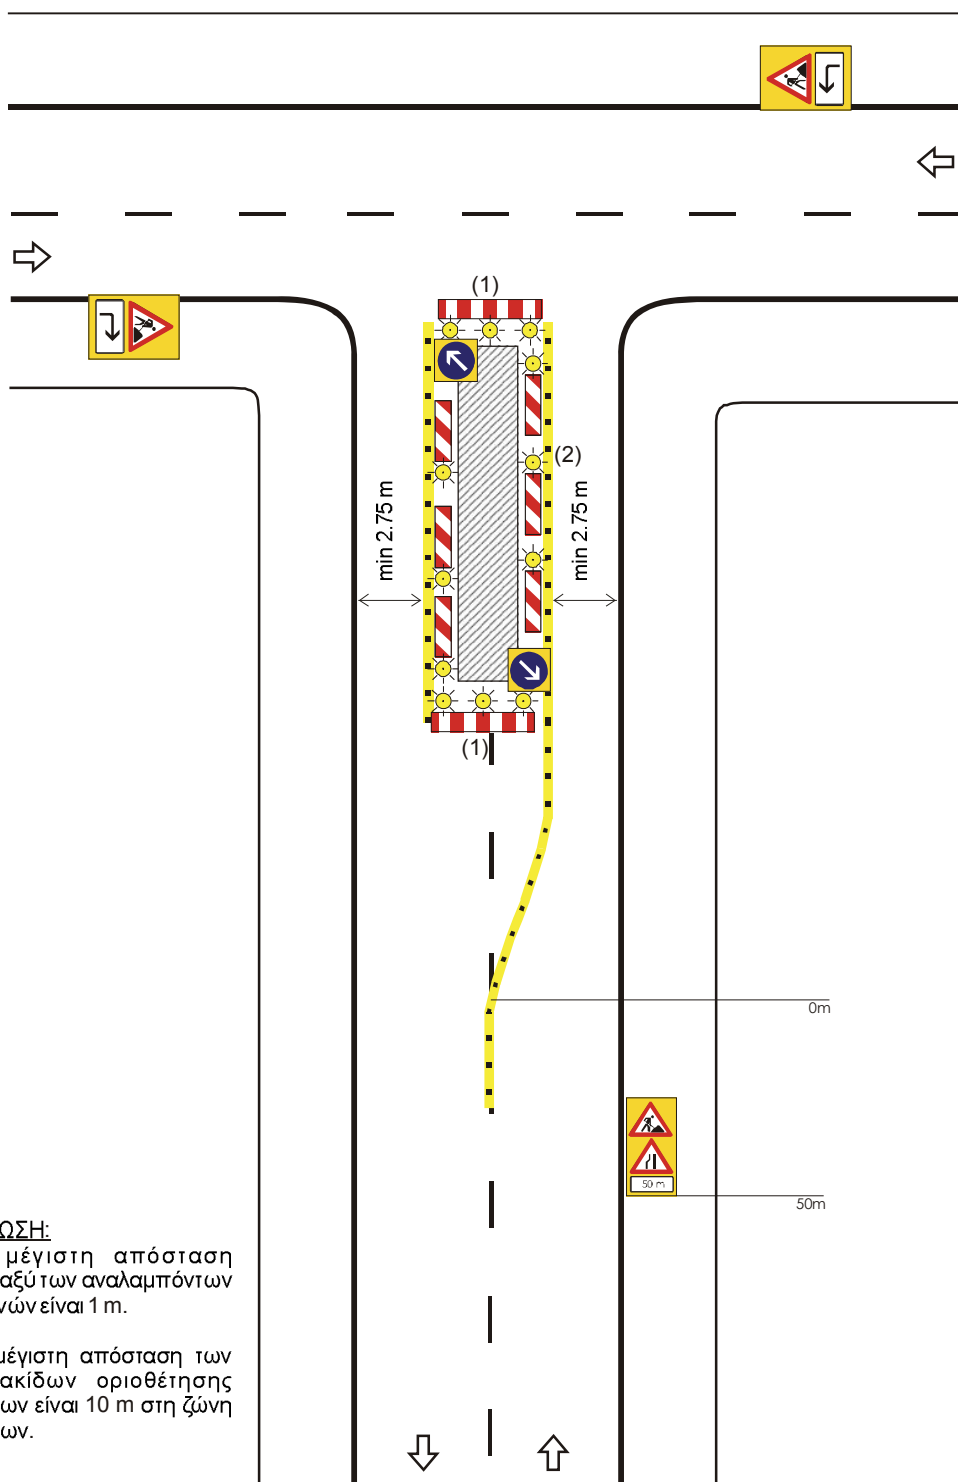 (1)
(2)
min 2.75 m
min 2.75 m
(1)
0m
50 m
50m
ΩΣΗ:
μέγιστη απόσταση
αξύ των αναλαμπόντων
νών είναι 1 m.
μέγιστη απόσταση των
ακίδων οριοθέτησης
ων είναι 10 m στη ζώνη
ων.